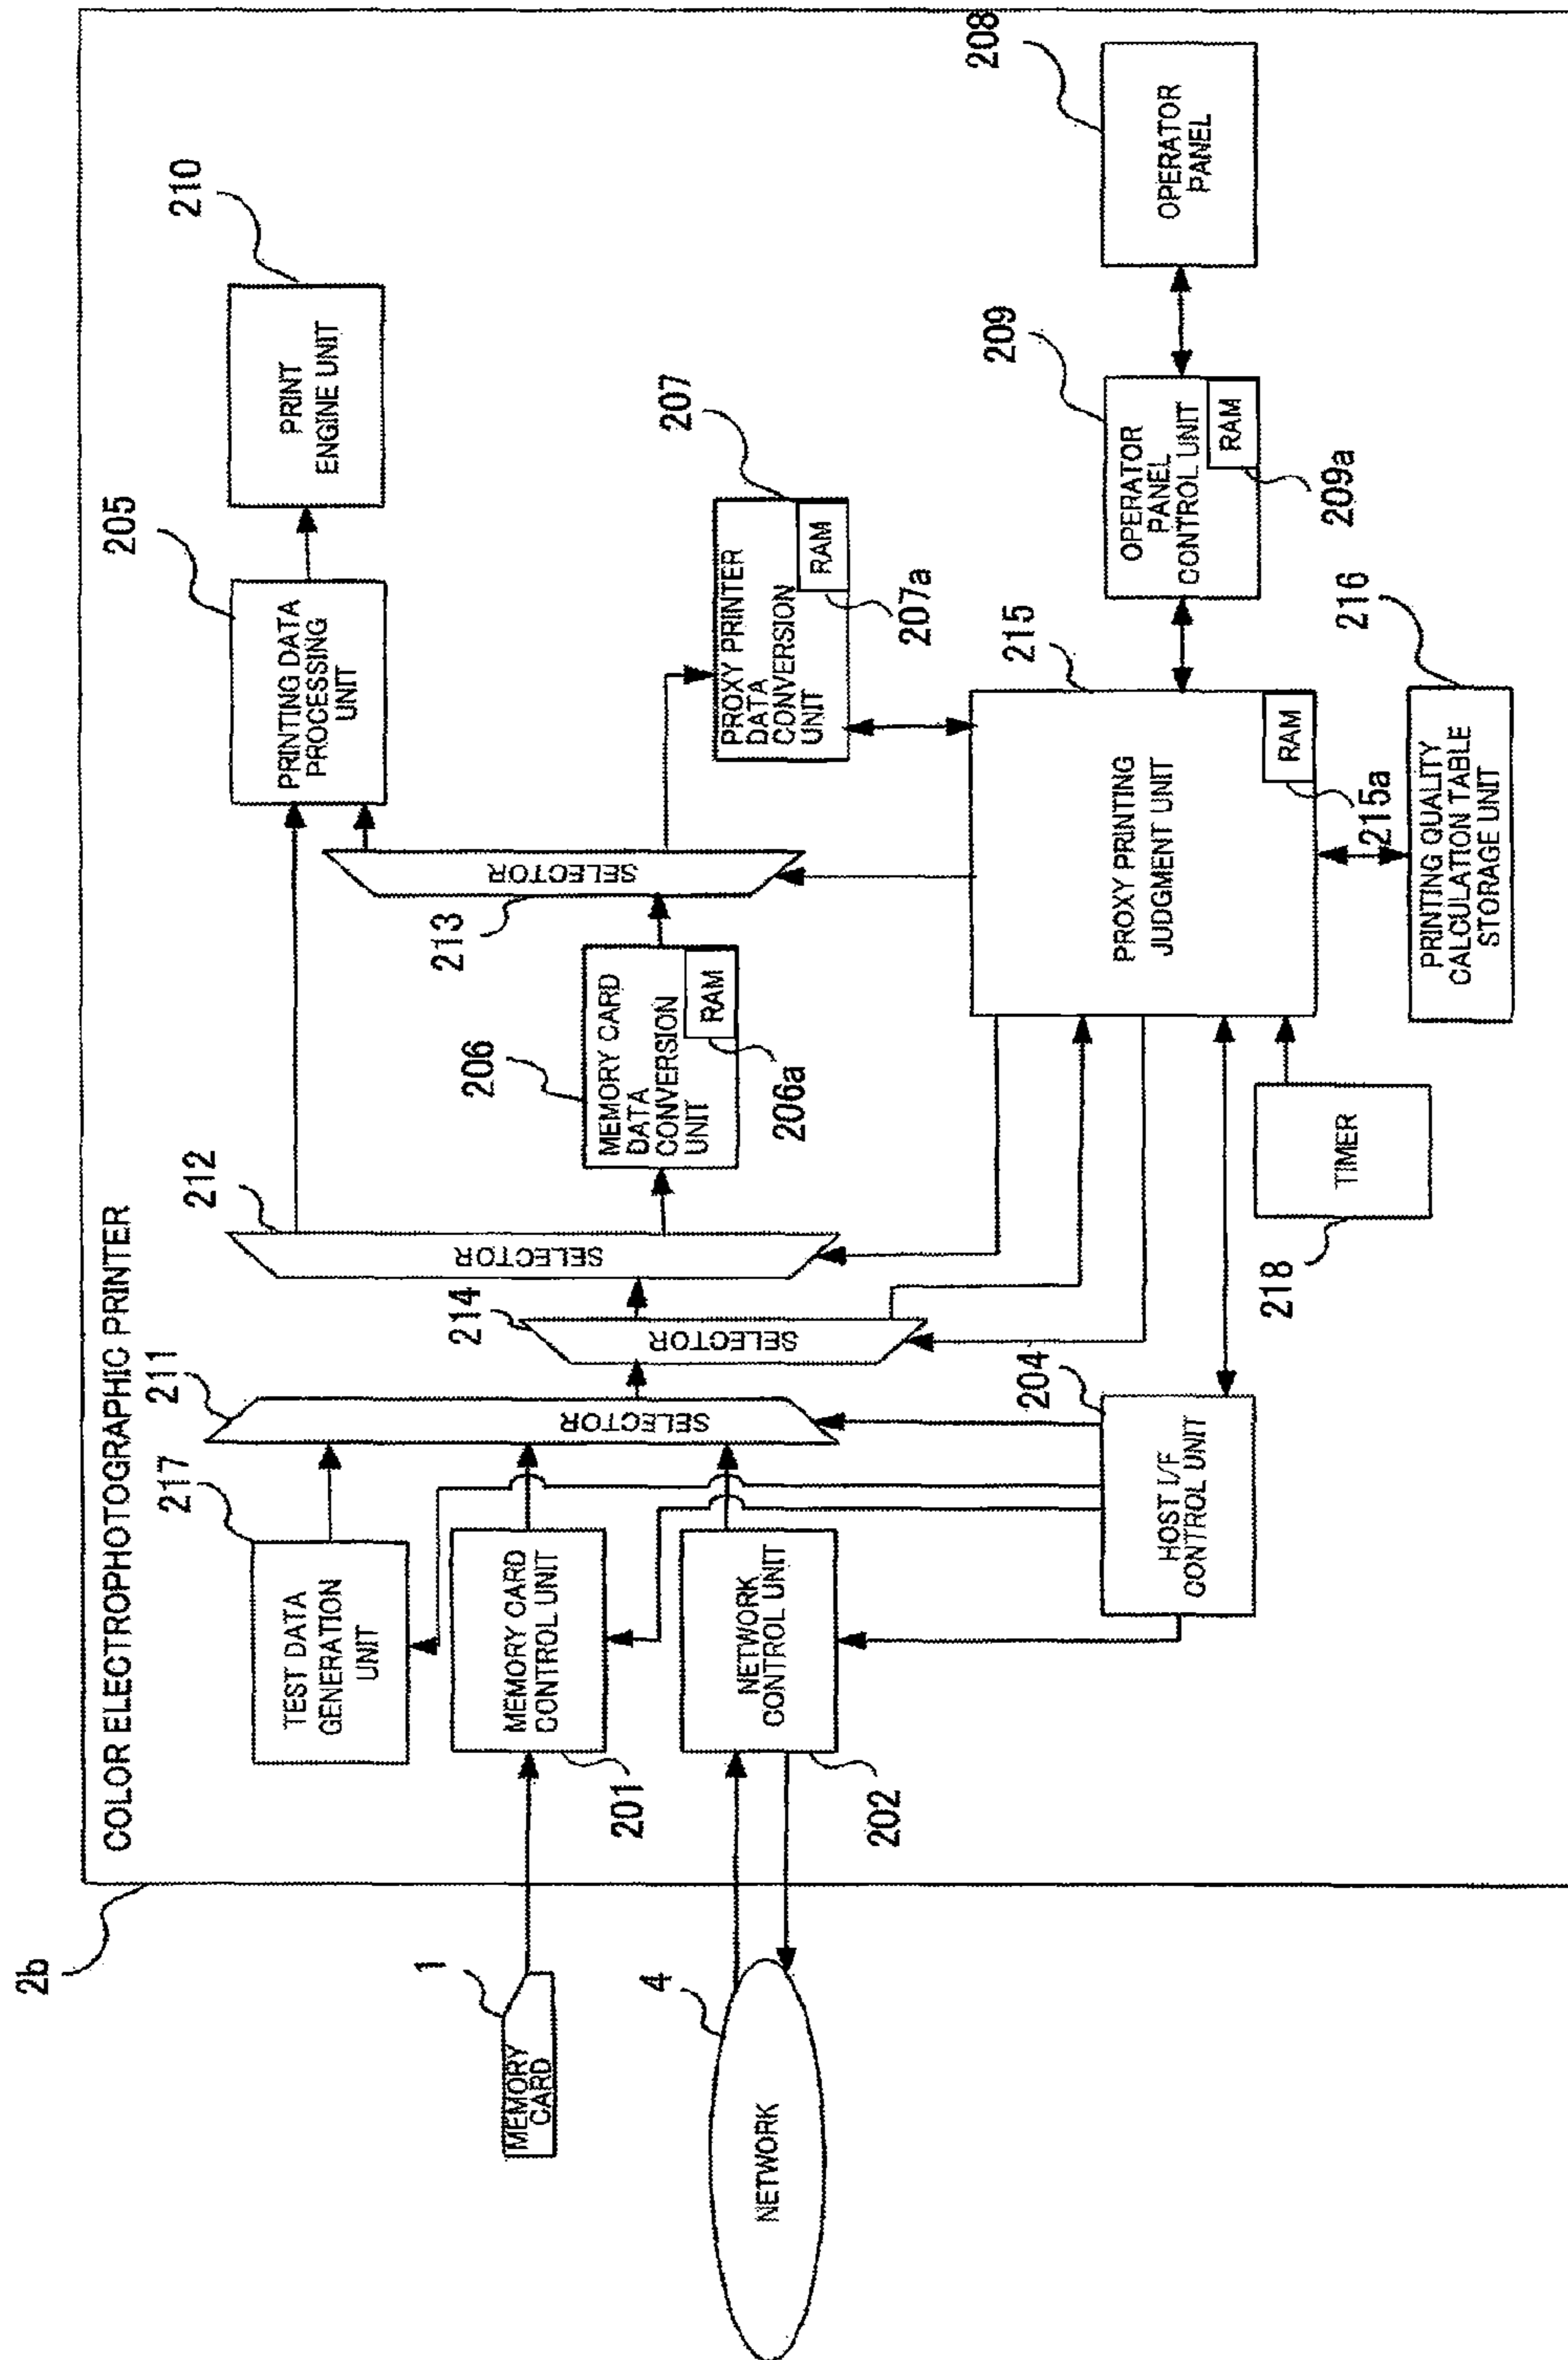 COLOR ELECTROPHOTOGRAPHIC PRINTER
2b
1
MEMORY
CARD
4
NETWORK
217
TEST DATA
GENERATION
UNIT
MEMORY CARD
CONTROL UNIT
201
NETWORK
CONTROL UNIT
202
211
SELECTOR
214
SELECTOR
212
SELECTOR
204
HOST I/F
CONTROL UNIT
206
MEMORY CARD
DATA
CONVERSION
UNIT
RAM
206a
213
SELECTOR
205
PRINTING DATA
PROCESSING
UNIT
210
PRINT
ENGINE UNIT
207
PROXY PRINTER
DATA
CONVERSION
UNIT
RAM
207a
215
PROXY PRINTING
JUDGMENT UNIT
RAM
215a
218
TIMER
216
PRINTING QUALITY
CALCULATION TABLE
STORAGE UNIT
209
OPERATOR
PANEL
CONTROL UNIT
RAM
209a
208
OPERATOR
PANEL